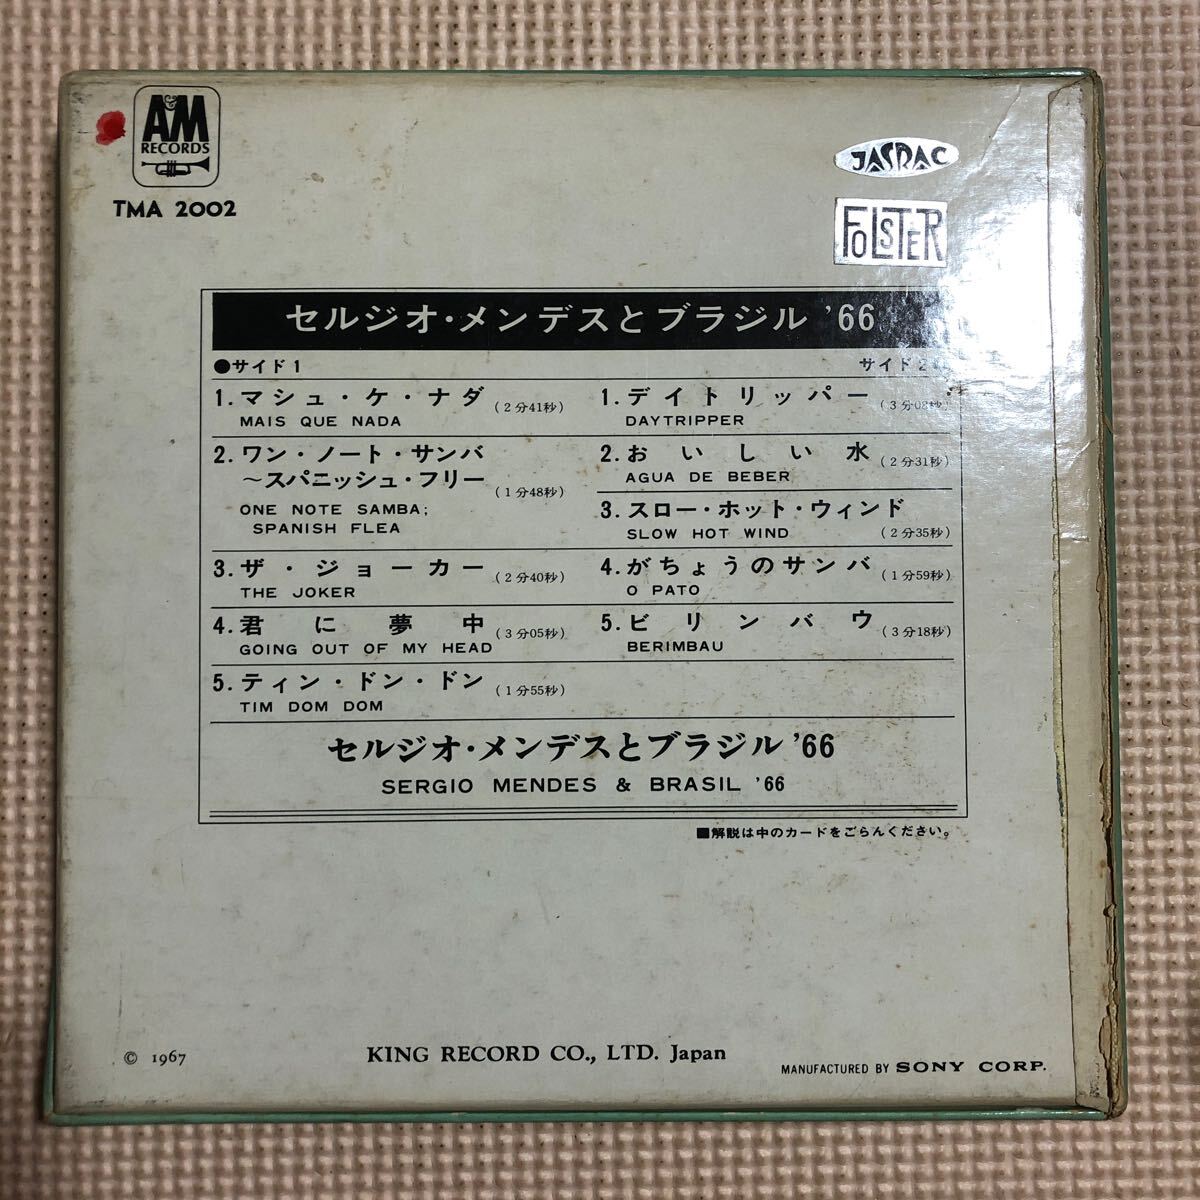 A&M
RECORDS
TMA 2002
JASRAC
FOLSTER
セルジオ・メンデスとブラジル '66
●サイド1
1.マシュ・ケ・ナダ (2分41秒)
MAIS QUE NADA
2.ワン・ノート・サンバ
～スパニッシュ・フリー (1分48秒)
ONE NOTE SAMBA;
SPANISH FLEA
3.ザ・ジョーカー (2分40秒)
THE JOKER
4.君に夢中 (3分05秒)
GOING OUT OF MY HEAD
5.ティン・ドン・ドン (1分55秒)
TIM DOM DOM
サイド2
1.デイトリッパー (3分02秒)
DAYTRIPPER
2.おいしい水 (2分31秒)
AGUA DE BEBER
3.スロー・ホット・ウィンド
SLOW HOT WIND (2分35秒)
4.がちょうのサンバ (1分59秒)
O PATO
5.ビリンバウ (3分18秒)
BERIMBAU
セルジオ・メンデスとブラジル '66
SERGIO MENDES & BRASIL '66
■解説は中のカードをごらんください。
© 1967
KING RECORD CO., LTD. Japan
MANUFACTURED BY SONY CORP.